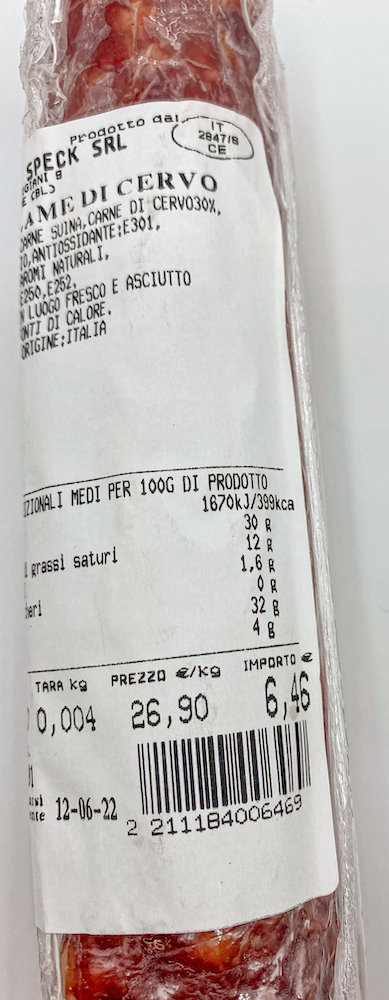 Prodotto dal
IT
2847/S
CE
SPECK SRL
AME DI CERVO
CARNE SUINA,CARNE DI CERVO30%,
ANTIOSSIDANTE:E301,
AROMI NATURALI,
E250,E252.
LUOGO FRESCO E ASCIUTTO
ONTI DI CALORE.
ORIGINE:ITALIA
IZIONALI MEDI PER 100G DI PRODOTTO
1670kJ/399kca
30 g
12 g
i grassi saturi 1,6 g
0 g
heri 32 g
4 g
TARA kg PREZZO €/kg IMPORTO €
0,004 26,90 6,46
12-06-22
2 211184006469